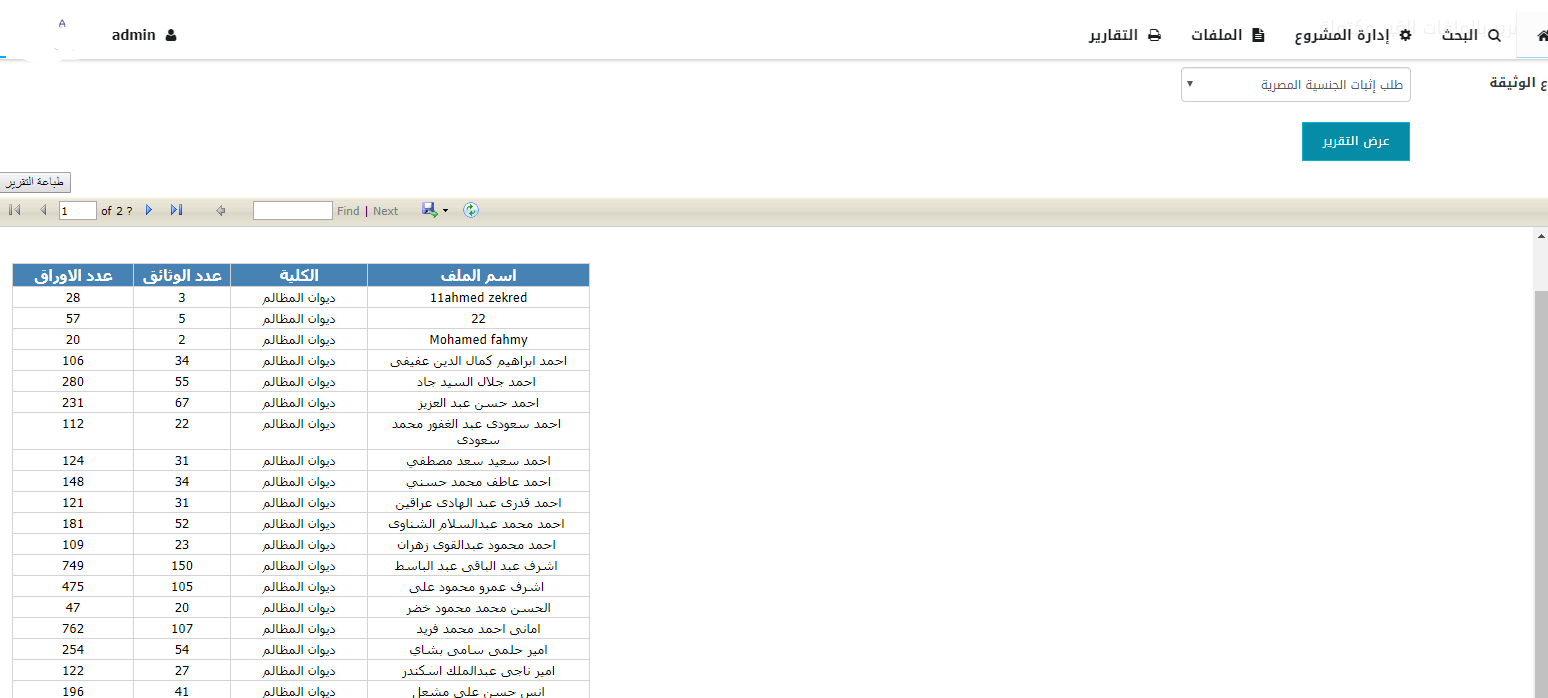 البحث إدارة المشروع الملفات التقارير admin
طلب إثبات الجنسية المصرية
ع الوثيقة
عرض التقرير
طباعة التقرير
1 of 2 ? Find | Next
اسم الملف الكلية عدد الوثائق عدد الاوراق
11ahmed zekred ديوان المظالم 3 28
22 ديوان المظالم 5 57
Mohamed fahmy ديوان المظالم 2 20
احمد ابراهيم كمال الدين عفيفى ديوان المظالم 34 106
احمد جلال السيد جاد ديوان المظالم 55 280
احمد حسن عبد العزيز ديوان المظالم 67 231
احمد سعودى عبد الغفور محمد ديوان المظالم 22 112
سعودى
احمد سعيد سعد مصطفي ديوان المظالم 31 124
احمد عاطف محمد حسني ديوان المظالم 34 148
احمد قدرى عبد الهادى عراقين ديوان المظالم 31 121
احمد محمد عبدالسلام الشناوى ديوان المظالم 52 181
احمد محمود عبدالقوى زهران ديوان المظالم 23 109
اشرف عبد الباقى عبد الباسط ديوان المظالم 150 749
اشرف عمرو محمود على ديوان المظالم 105 475
الحسن محمد محمود خضر ديوان المظالم 20 47
امانى احمد محمد فريد ديوان المظالم 107 762
امير حلمى سامى بشاي ديوان المظالم 54 254
امير ناجى عبدالملك اسكندر ديوان المظالم 27 122
انس حسن على مشعل ديوان المظالم 41 196